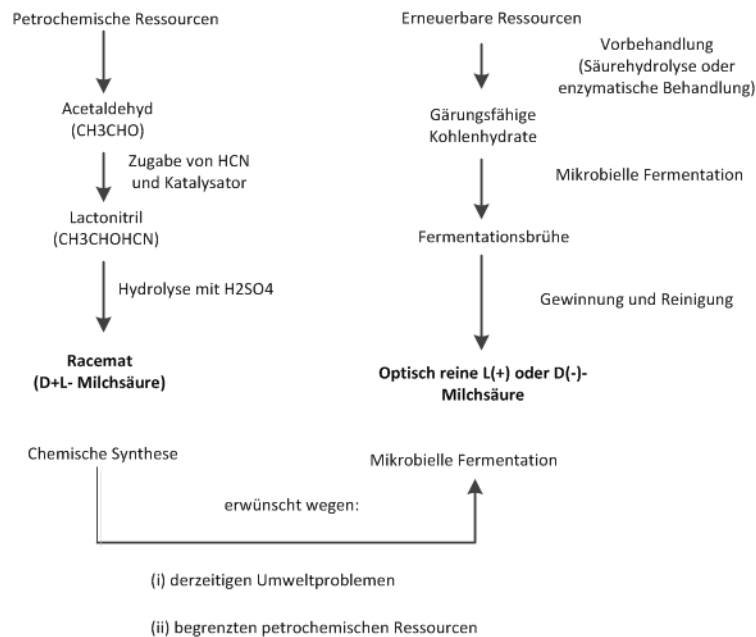 Petrochemische Ressourcen
Acetaldehyd
(CH3CHO)
Zugabe von HCN
und Katalysator
Lactonitril
(CH3CHOHCN)
Hydrolyse mit H2SO4
Racemat
(D+L- Milchsäure)
Erneuerbare Ressourcen
Vorbehandlung
(Säurehydrolyse oder
enzymatische Behandlung)
Gärungsfähige
Kohlenhydrate
Mikrobielle Fermentation
Fermentationsbrühe
Gewinnung und Reinigung
Optisch reine L(+) oder D(-)-
Milchsäure
Chemische Synthese
Mikrobielle Fermentation
erwünscht wegen:
(i) derzeitigen Umweltproblemen
(ii) begrenzten petrochemischen Ressourcen